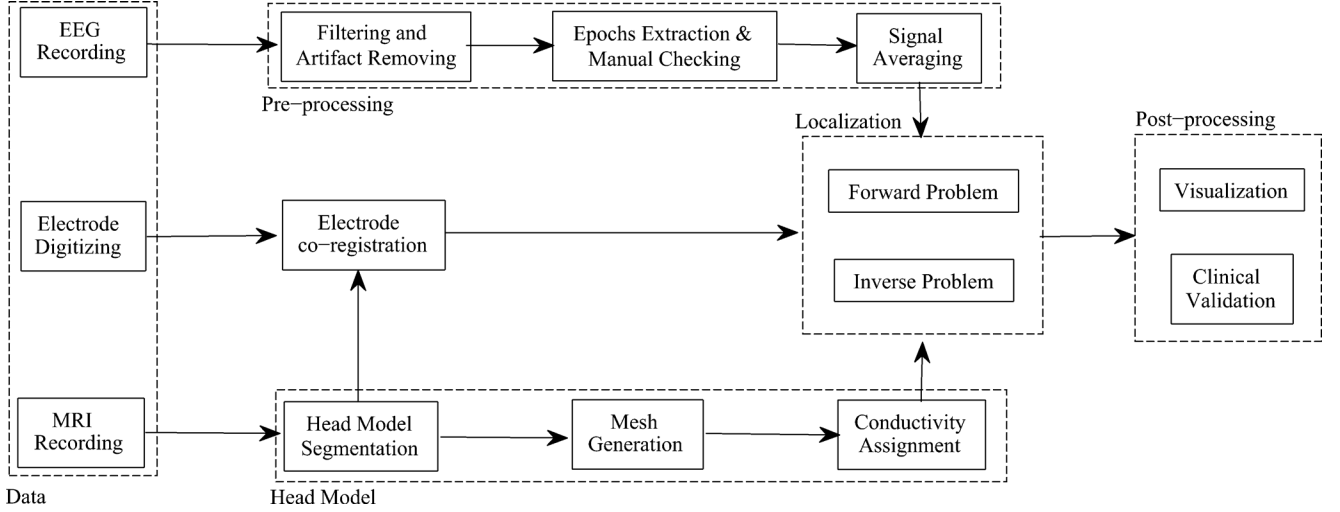 EEG
Recording
Filtering and
Artifact Removing
Epochs Extraction &
Manual Checking
Signal
Averaging
Pre−processing
Localization
Post−processing
Forward Problem
Visualization
Electrode
Digitizing
Electrode
co−registration
Inverse Problem
Clinical
Validation
MRI
Recording
Head Model
Segmentation
Mesh
Generation
Conductivity
Assignment
Data
Head Model